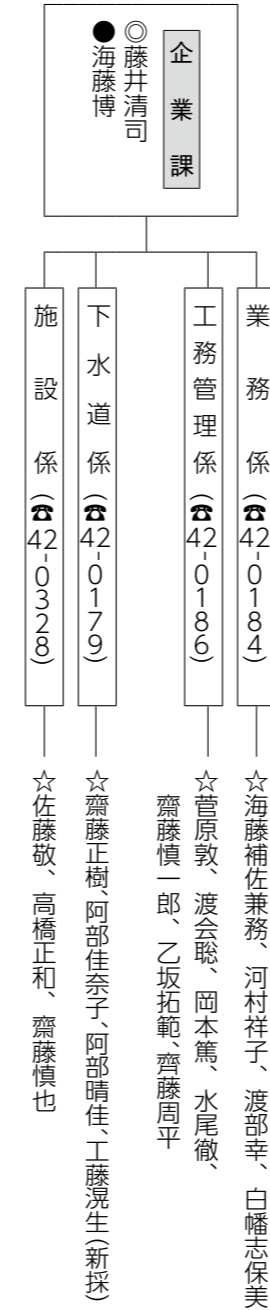 企業課
◎藤井清司
●海藤博
業務係（☎42-0184）
☆海藤補佐兼務、河村祥子、渡部幸、白幡志保美
工務管理係（☎42-0186）
☆菅原敦、渡会聡、岡本篤、水尾徹、
齋藤慎一郎、乙坂拓範、齊藤周平
下水道係（☎42-0179）
☆齋藤正樹、阿部佳奈子、阿部晴佳、工藤滉生（新採）
施設係（☎42-0328）
☆佐藤敬、高橋正和、齋藤慎也